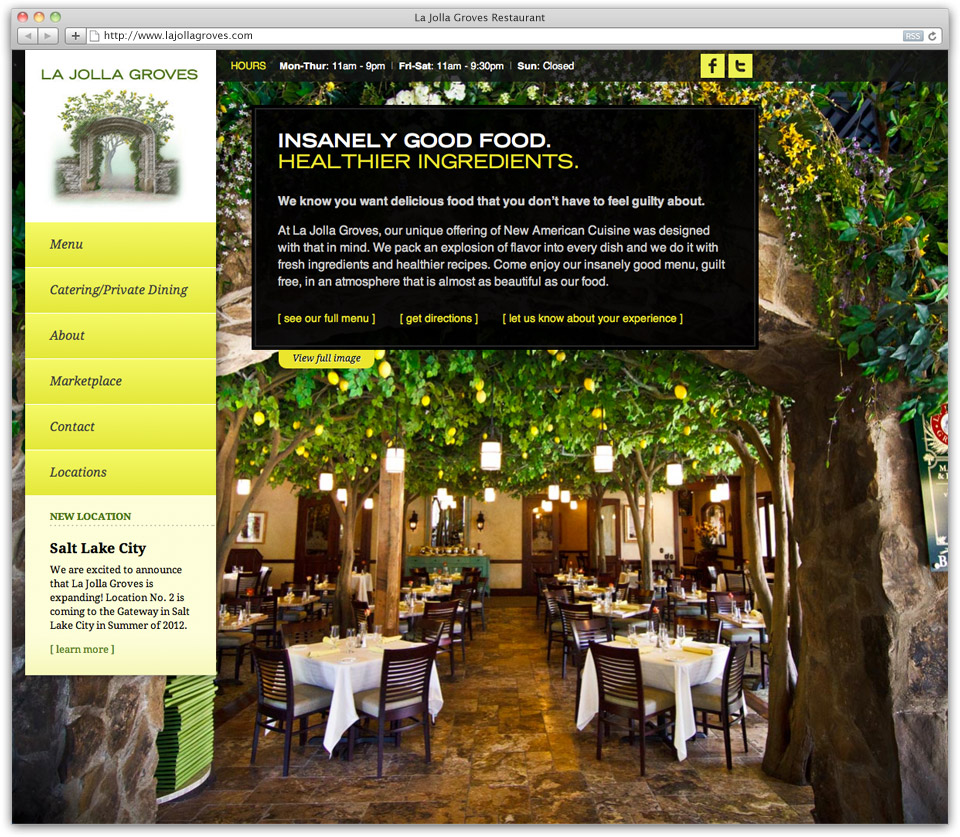 La Jolla Groves Restaurant
http://www.lajollagroves.com
RSS
LA JOLLA GROVES
HOURS Mon-Thur: 11am - 9pm | Fri-Sat: 11am - 9:30pm | Sun: Closed
INSANELY GOOD FOOD.
HEALTHIER INGREDIENTS.
We know you want delicious food that you don't have to feel guilty about.
At La Jolla Groves, our unique offering of New American Cuisine was designed
with that in mind. We pack an explosion of flavor into every dish and we do it with
fresh ingredients and healthier recipes. Come enjoy our insanely good menu, guilt
free, in an atmosphere that is almost as beautiful as our food.
[ see our full menu ] [ get directions ] [ let us know about your experience ]
View full image
Menu
Catering/Private Dining
About
Marketplace
Contact
Locations
NEW LOCATION
Salt Lake City
We are excited to announce
that La Jolla Groves is
expanding! Location No. 2 is
coming to the Gateway in Salt
Lake City in Summer of 2012.
[ learn more ]